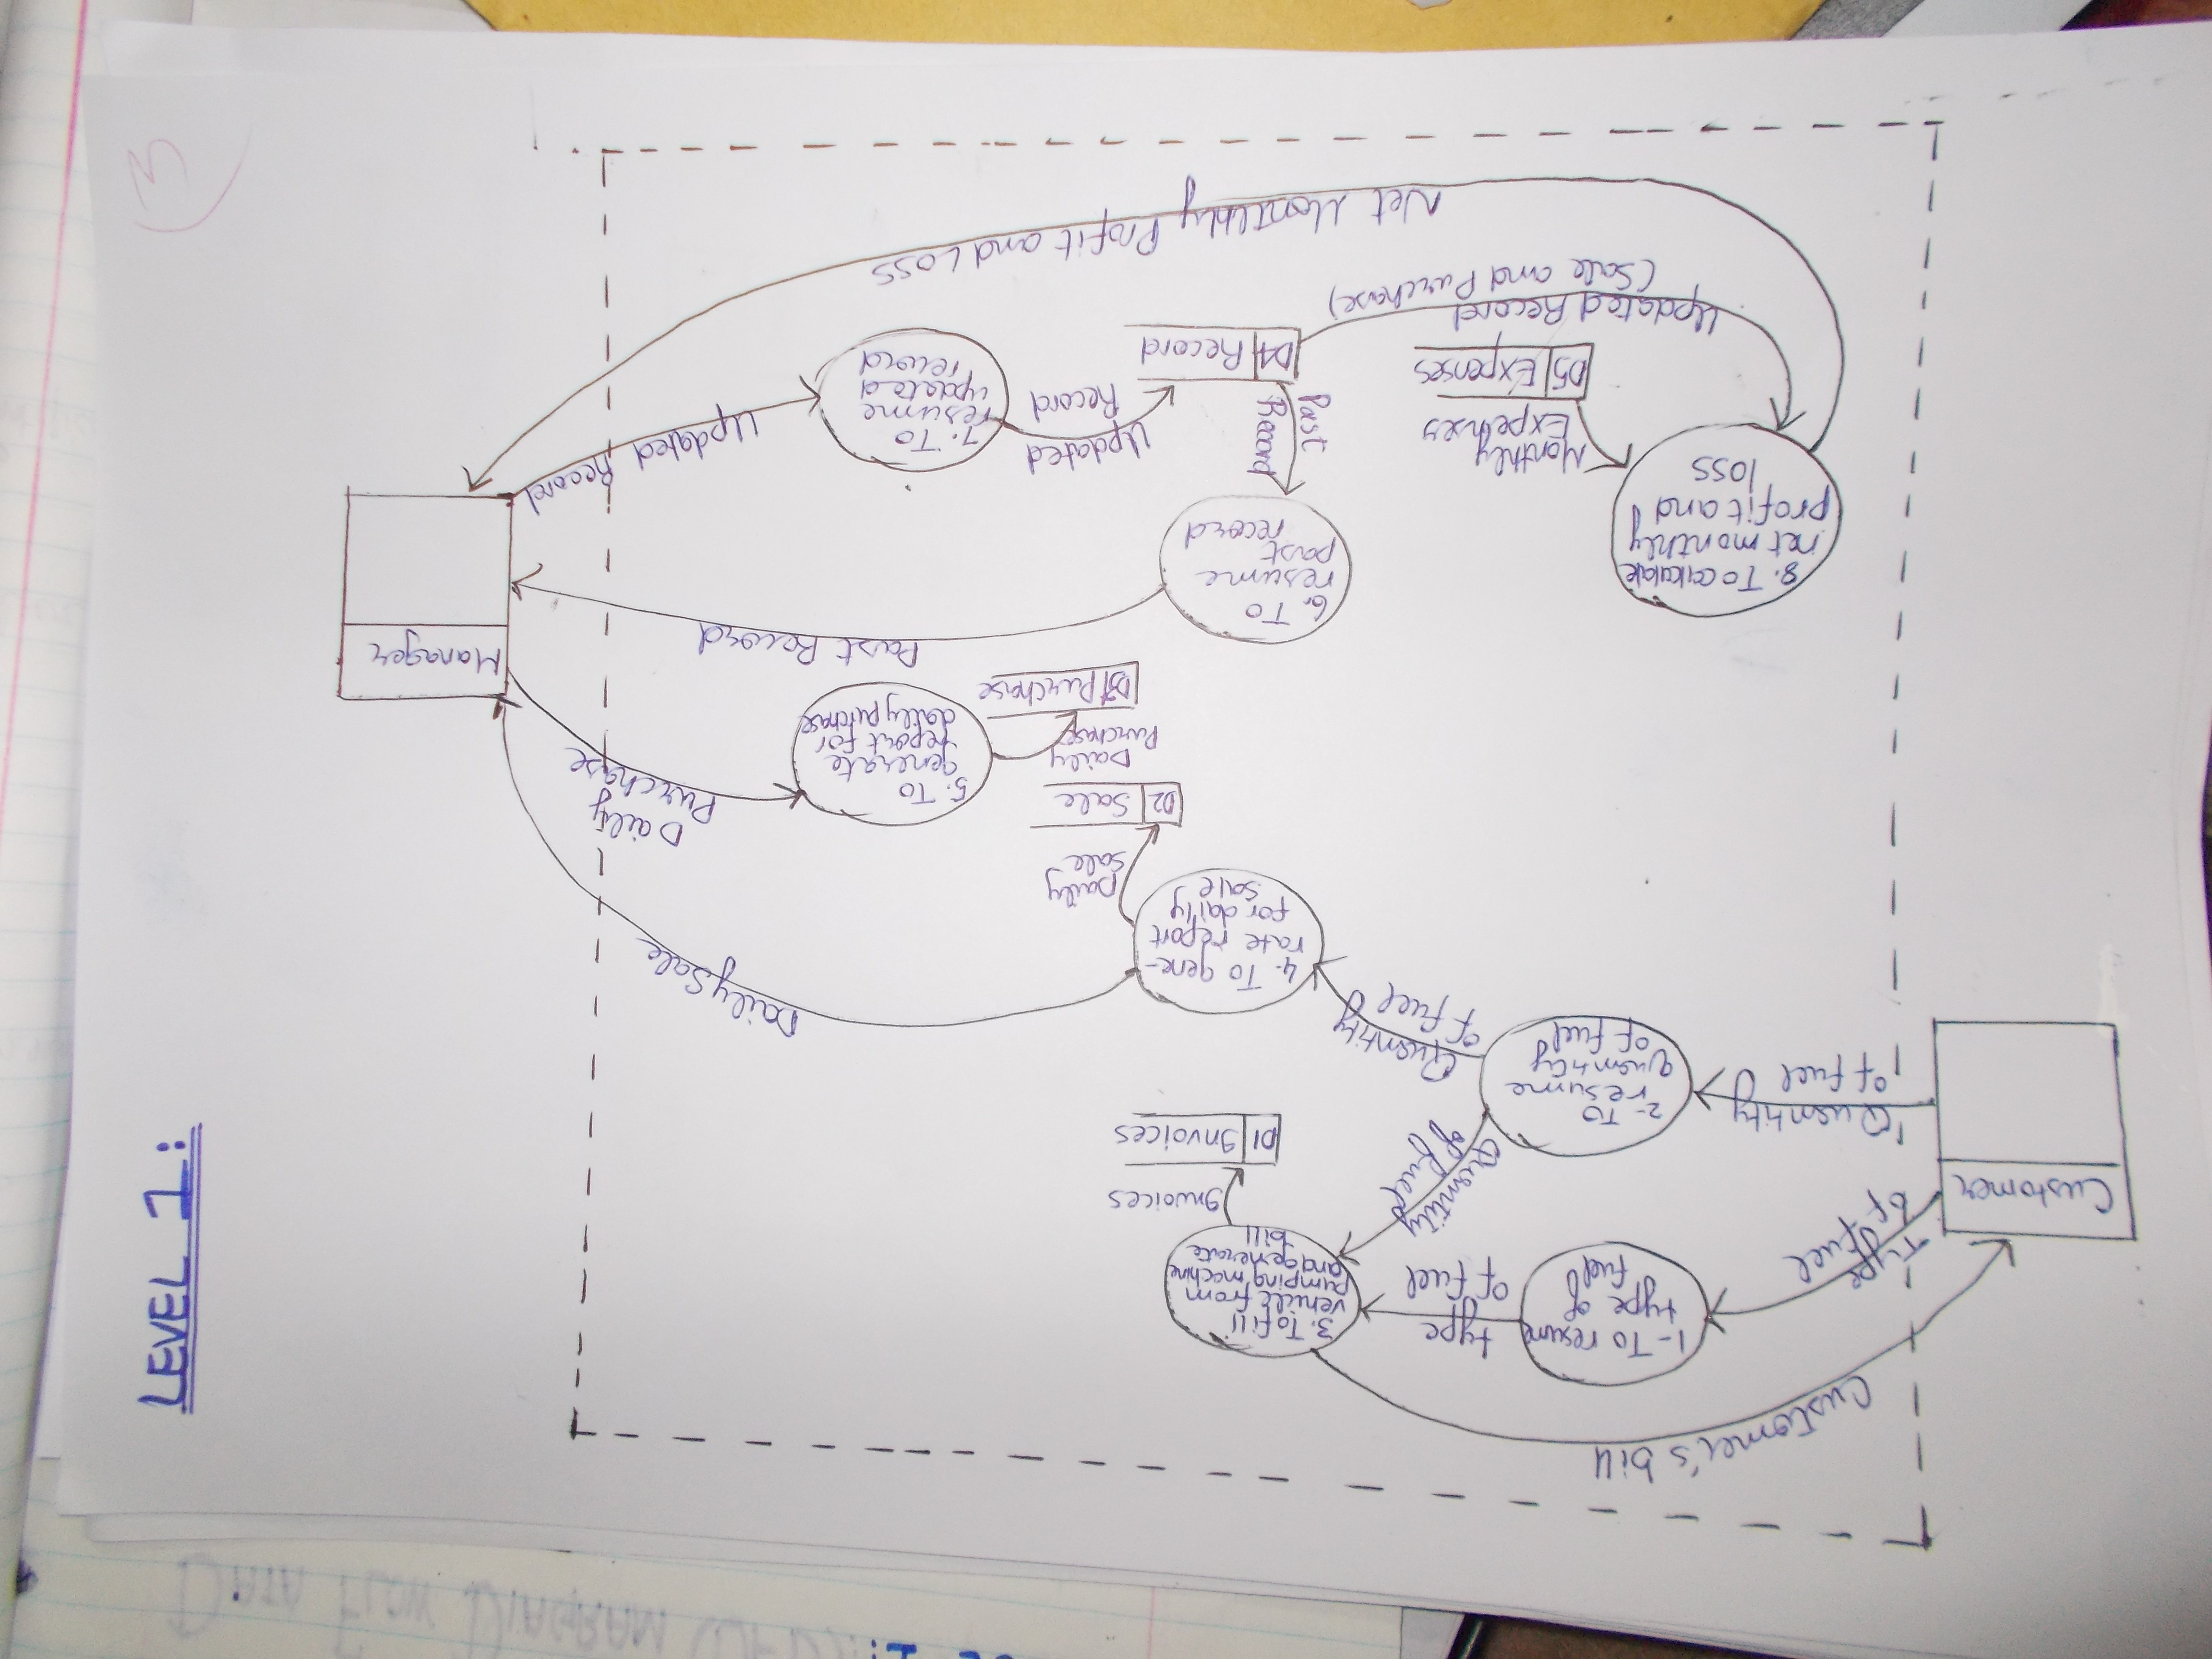 DATA FLOW DIAGRAM (DFD):
LEVEL 1:
Customer's bill
1- To resume
type of
fuel
type
of fuel
3. To fill
vehicle from
pumping machine
and generate
bill
Type
of fuel
Customer
Quantity
of fuel
Invoices
D1 Invoices
Quantity
of fuel
2- To
resume
quantity
of fuel
Quantity
of fuel
4- To gene-
rate report
for daily
sale
Daily Sale
Daily
Sale
D2 Sale
Daily
Purchase
5. To
generate
report for
daily purchase
Daily
Purchase
D3 Purchase
Manager
Past Record
6. To
resume
past
record
8. To calculate
net monthly
profit and
loss
Monthly
Expenses
D5 Expenses
Past
Record
Updated
Record
7. To
resume
updated
record
Updated Record
D4 Record
Updated Record
(Sale and Purchase)
Net Monthly Profit and Loss
3